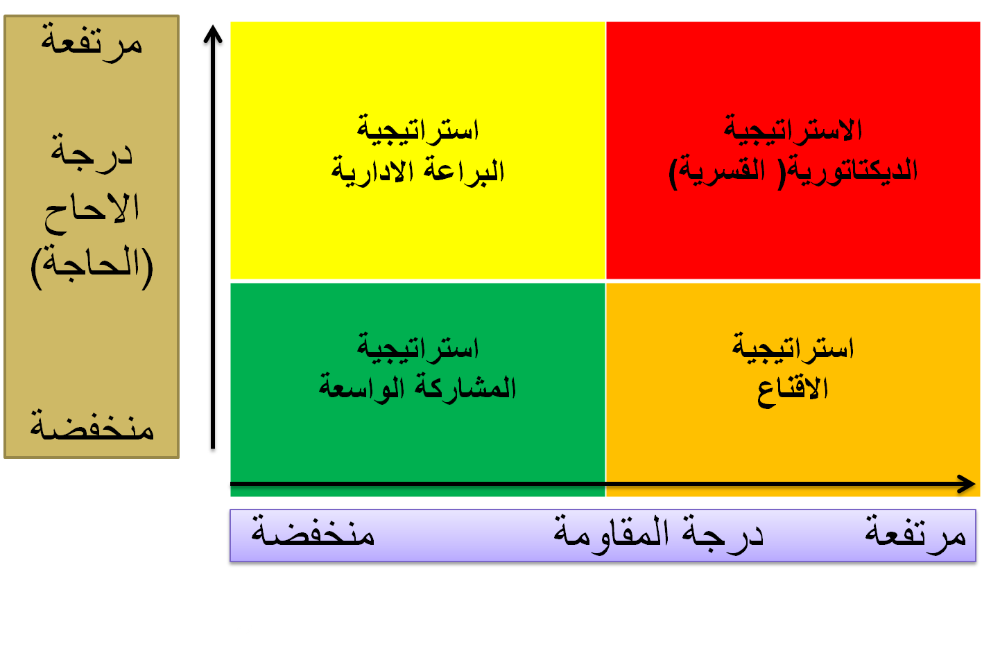 مرتفعة
درجة
الاحاح
(الحاجة)
منخفضة
الاستراتيجية
الديكتاتورية( القسرية)
استراتيجية
البراعة الادارية
استراتيجية
الاقناع
استراتيجية
المشاركة الواسعة
مرتفعة درجة المقاومة منخفضة